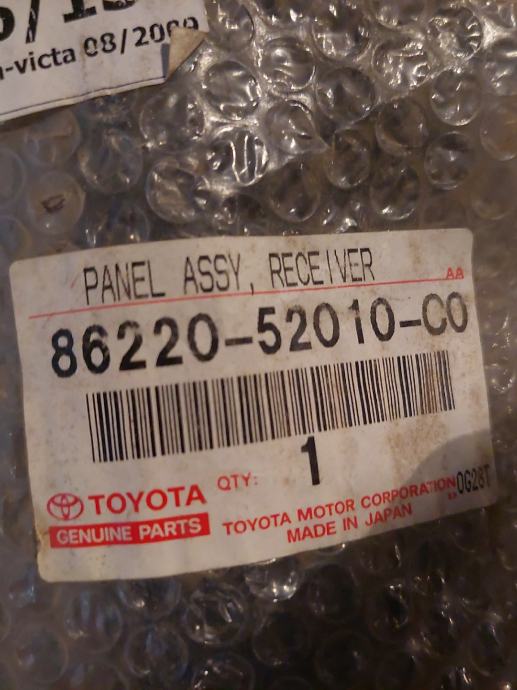 -victa 08/2009
PANEL ASSY, RECEIVER
AA
86220-52010-C0
QTY: 1
TOYOTA
GENUINE PARTS
TOYOTA MOTOR CORPORATION
MADE IN JAPAN
0G28T